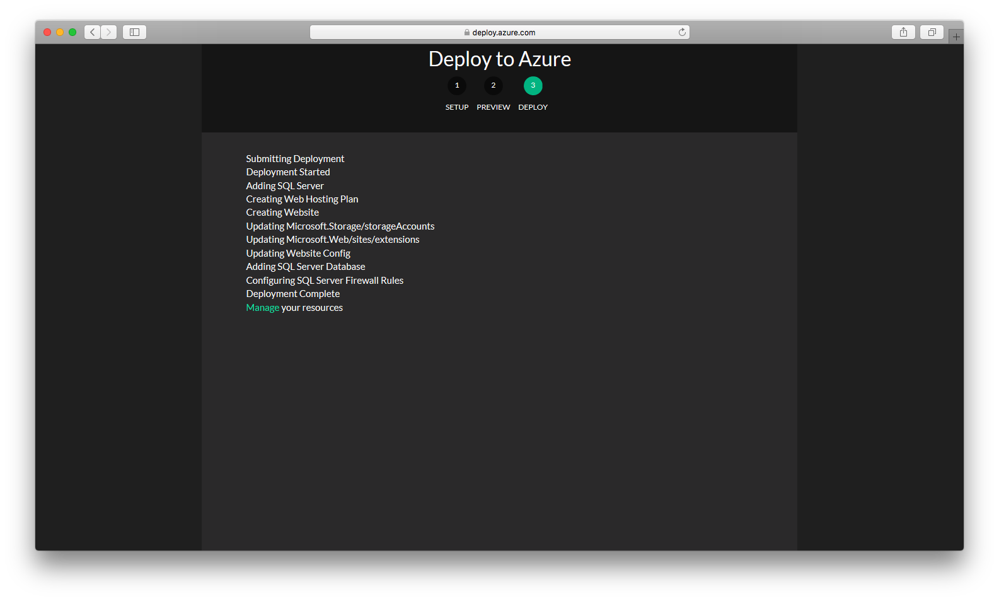 deploy.azure.com
Deploy to Azure
1 2 3
SETUP PREVIEW DEPLOY
Submitting Deployment
Deployment Started
Adding SQL Server
Creating Web Hosting Plan
Creating Website
Updating Microsoft.Storage/storageAccounts
Updating Microsoft.Web/sites/extensions
Updating Website Config
Adding SQL Server Database
Configuring SQL Server Firewall Rules
Deployment Complete
Manage your resources